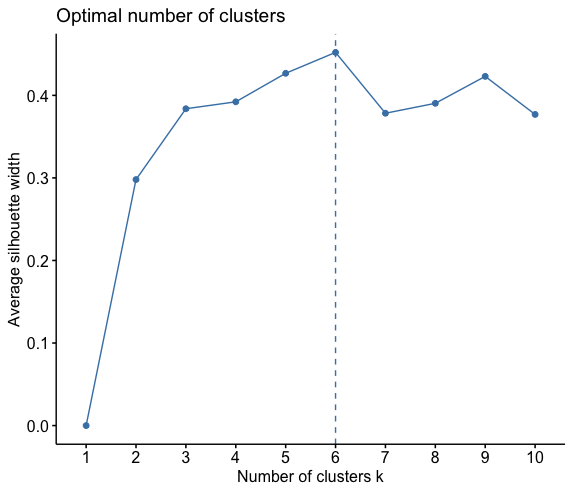 Optimal number of clusters
Average silhouette width
0.4
0.3
0.2
0.1
0.0
1 2 3 4 5 6 7 8 9 10
Number of clusters k